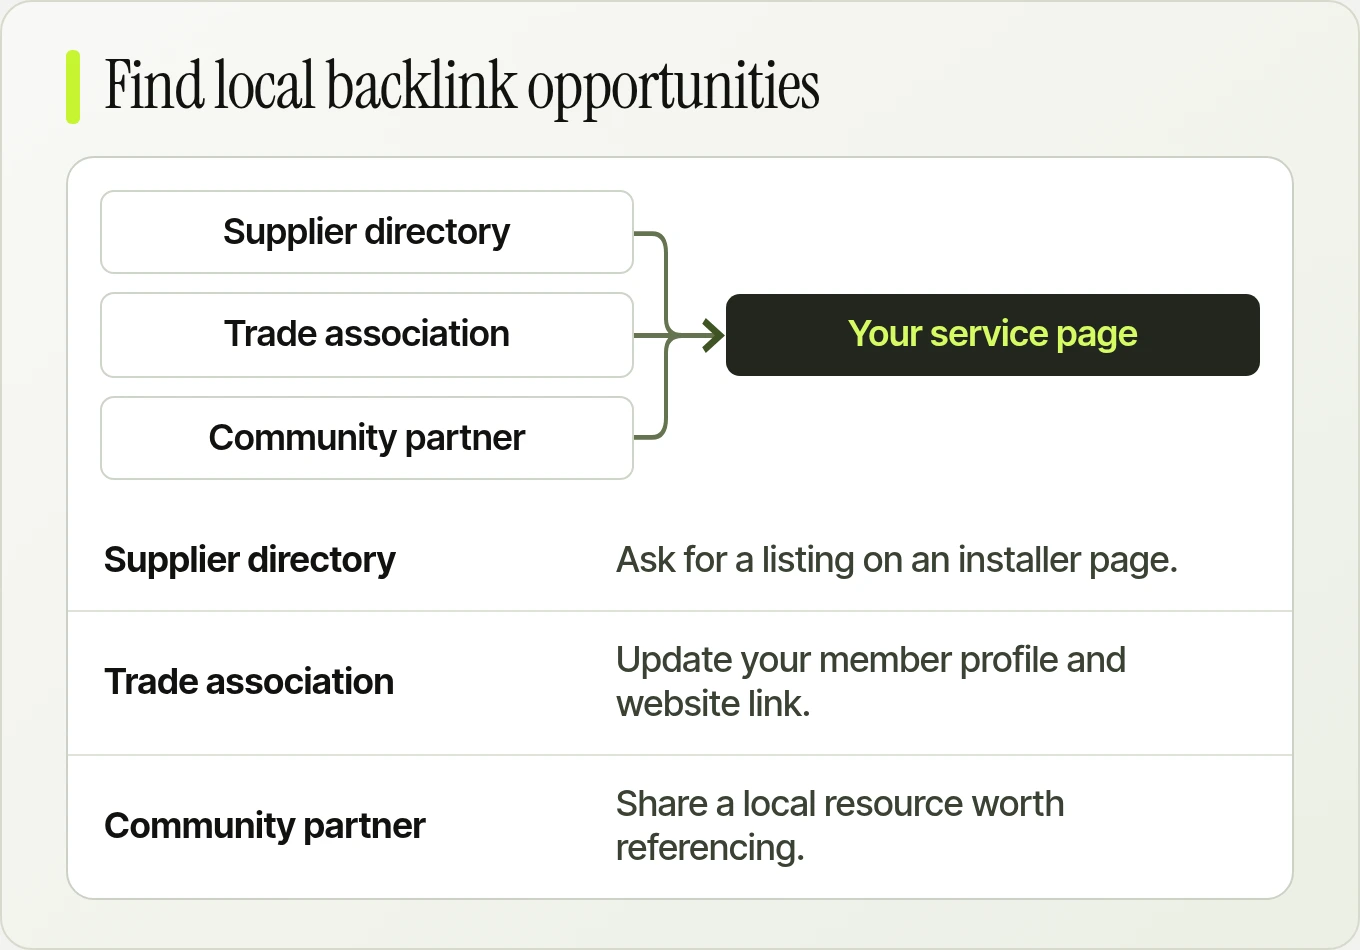 Find local backlink opportunities
Supplier directory
Trade association
Community partner
Your service page
Supplier directory
Ask for a listing on an installer page.
Trade association
Update your member profile and
website link.
Community partner
Share a local resource worth
referencing.